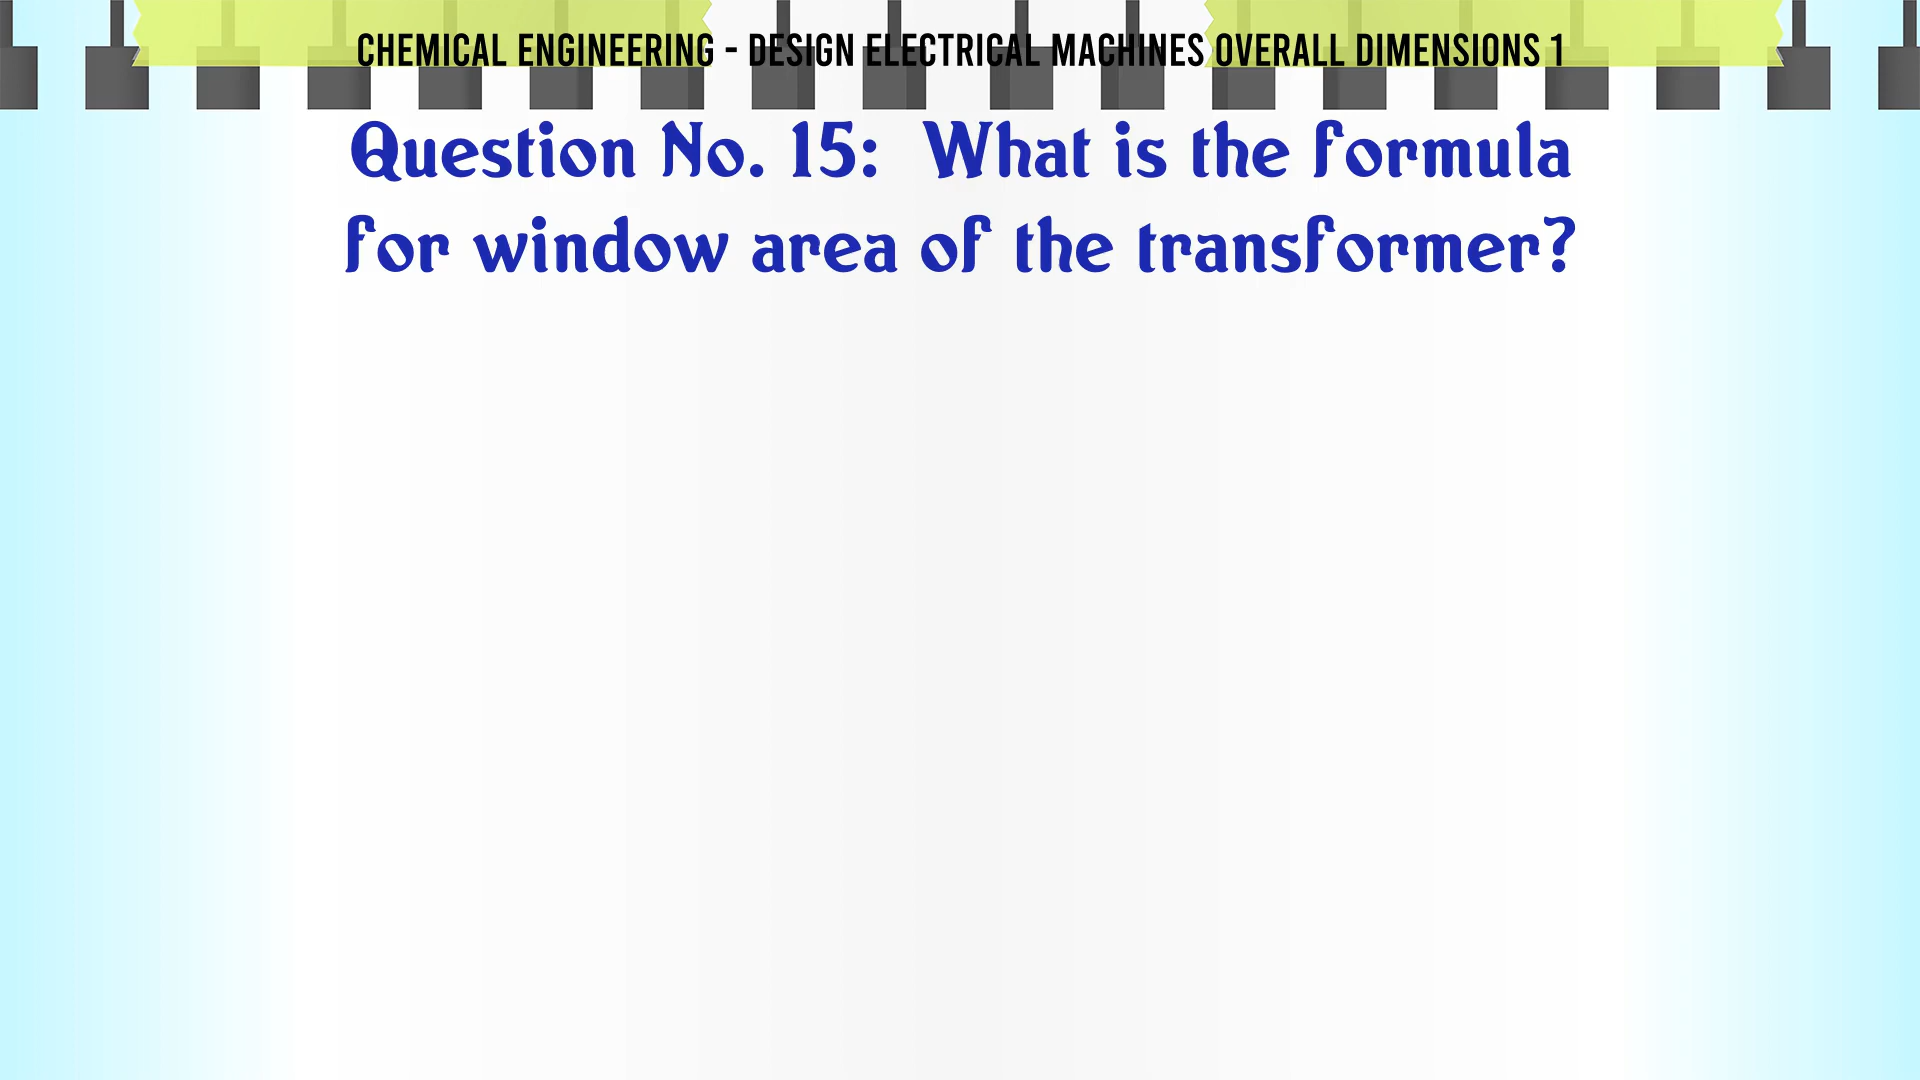 CHEMICAL ENGINEERING - DESIGN ELECTRICAL MACHINES OVERALL DIMENSIONS 1
Question No. 15: What is the formula
for window area of the transformer?